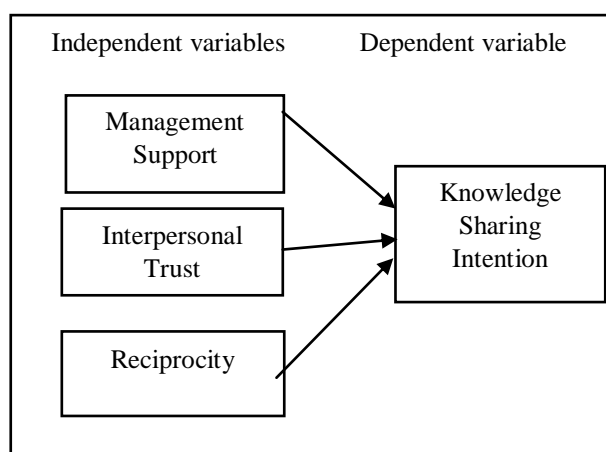 Independent variables
Dependent variable
Management
Support
Interpersonal
Trust
Reciprocity
Knowledge
Sharing
Intention